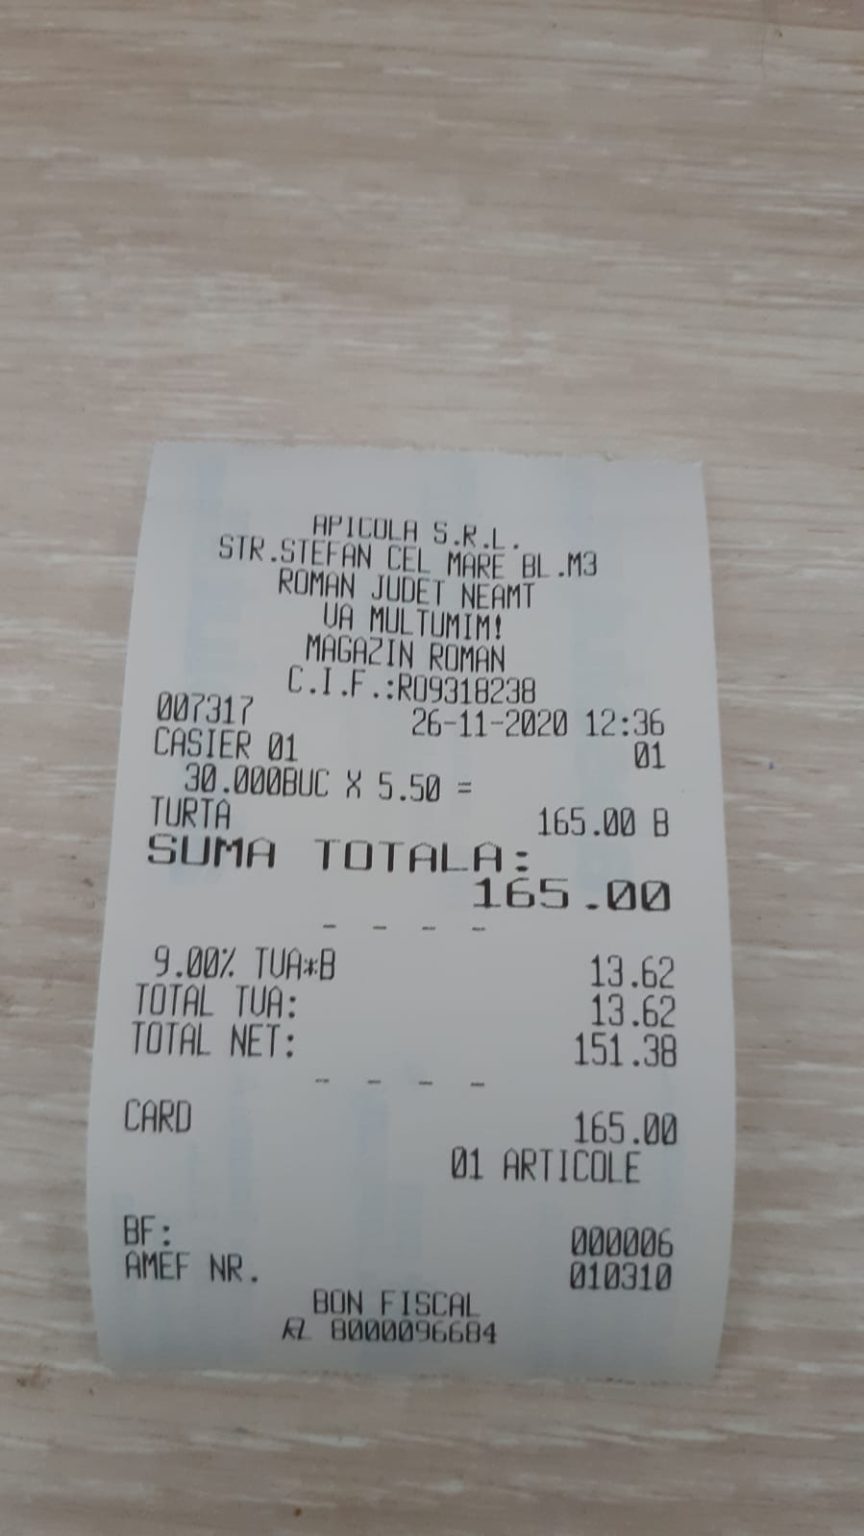 APICOLA S.R.L.
STR.STEFAN CEL MARE BL.M3
ROMAN JUDET NEAMT
VA MULTUMIM!
MAGAZIN ROMAN
C.I.F.:RO9318238
007317 26-11-2020 12:36
CASIER 01 01
30.000BUC X 5.50 =
TURTA 165.00 B
SUMA TOTALA:
165.00
- - - -
9.00% TVA*B 13.62
TOTAL TVA: 13.62
TOTAL NET: 151.38
- - - -
CARD 165.00
01 ARTICOLE
BF: 000006
AMEF NR. 010310
BON FISCAL
8000096684